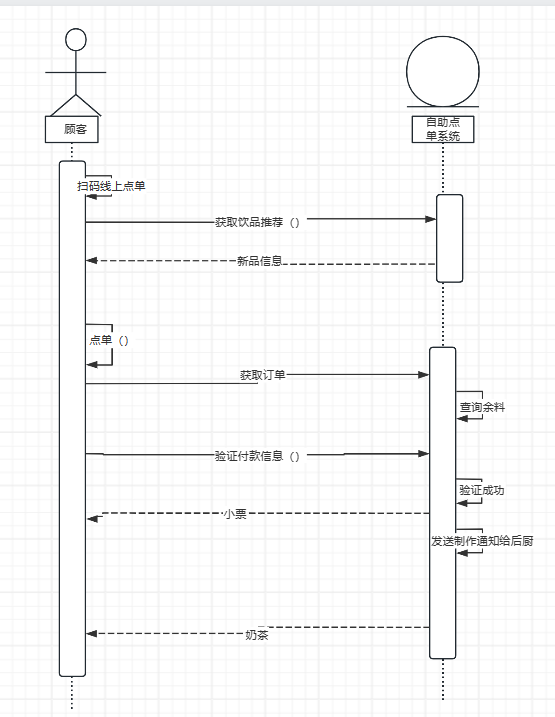 顾客
自助点
单系统
扫码线上点单
获取饮品推荐（）
新品信息
点单（）
获取订单
查询余料
验证付款信息（）
验证成功
小票
发送制作通知给后厨
奶茶